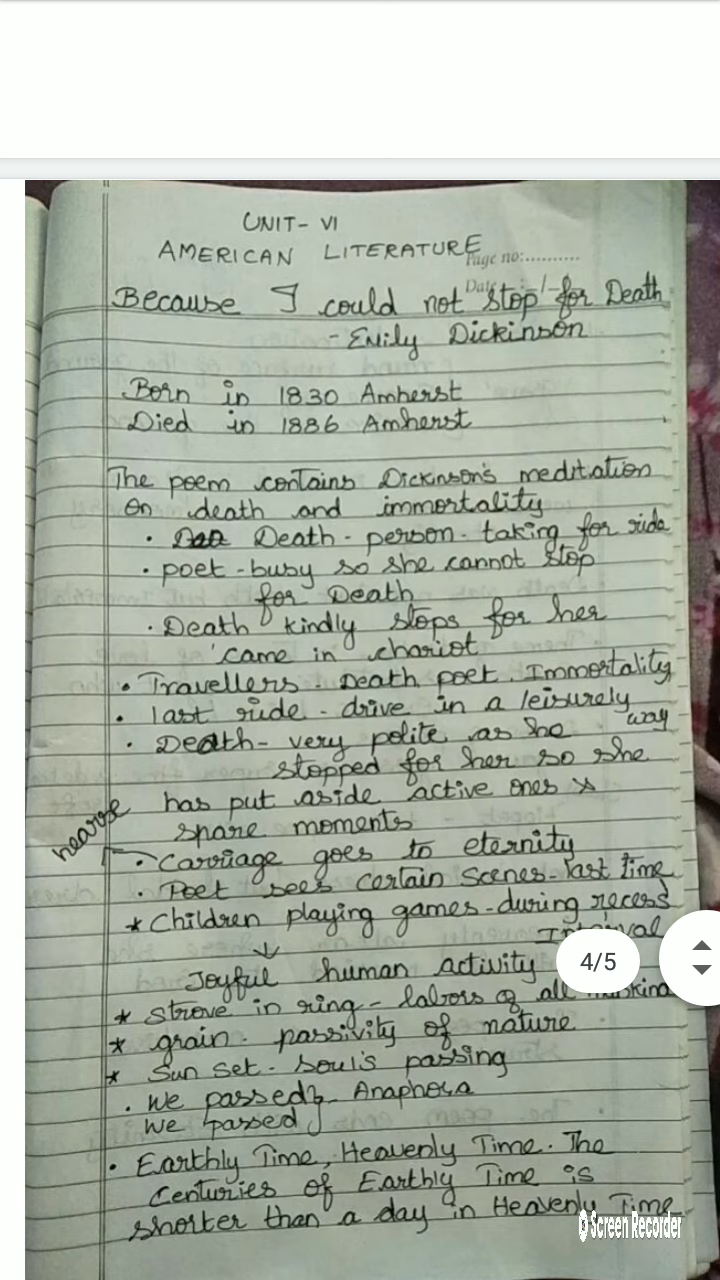 UNIT- VI
AMERICAN LITERATURE
Page no:..........
Because I could not stop for Death
- Emily Dickinson
Born in 1830 Amherst
Died in 1886 Amherst
The poem contains Dickinson's meditation
on death and immortality
• Death - person - taking for ride
• poet - busy so she cannot stop
for Death
• Death kindly stops for her
came in chariot
• Travellers - Death, poet, Immortality
• last ride - drive in a leisurely
way
• Death - very polite as he
stopped for her so she
has put aside active ones &
spare moments
hearse
• Carriage goes to eternity
• Poet sees certain scenes - last time
* Children playing games - during recess
↓
Joyful human activity
4/5
* strove in ring - labors of all
* grain - passivity of nature
* Sun set - soul's passing
• We passed } Anaphora
We passed
• Earthly Time, Heavenly Time. The
centuries of Earthly Time is
shorter than a day in Heavenly Time
Screen Recorder